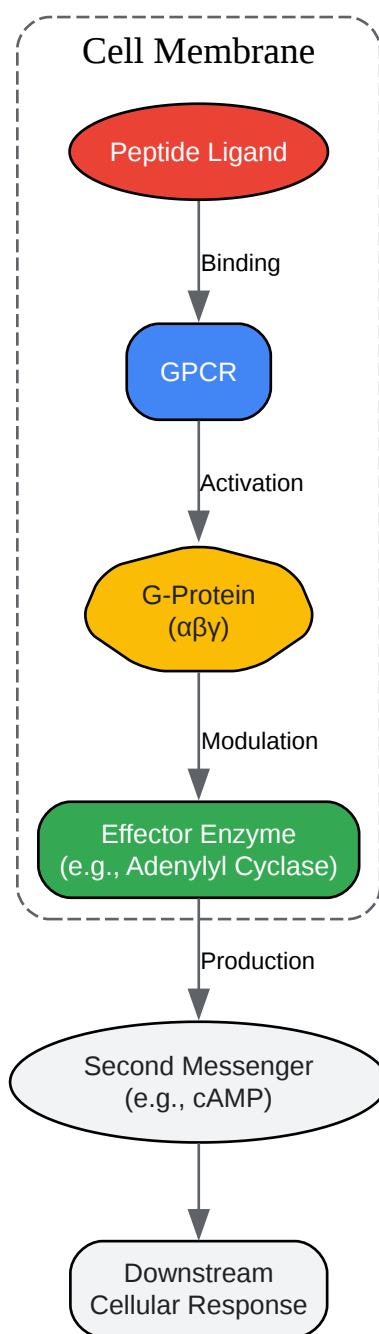 Cell Membrane
Peptide Ligand
Binding
GPCR
Activation
G-Protein
(αβγ)
Modulation
Effector Enzyme
(e.g., Adenylyl Cyclase)
Production
Second Messenger
(e.g., cAMP)
Downstream
Cellular Response